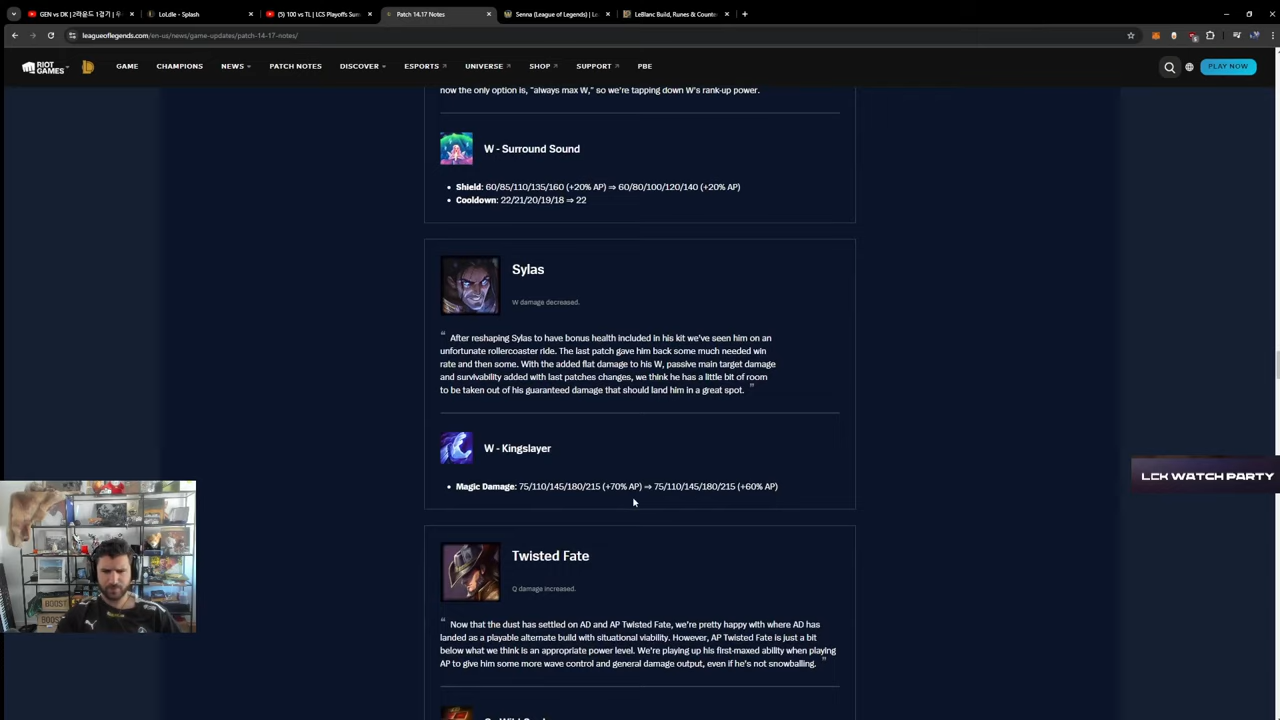 GEN vs DK | 2라운드 1경기 |
LoLdle - Splash
(5) 100 vs TL | LCS Playoffs Sum
Patch 14.17 Notes
Senna (League of Legends) | Le
LeBlanc Build, Runes & Count
leagueoflegends.com/en-us/news/game-updates/patch-14-17-notes/
RIOT GAMES
GAME
CHAMPIONS
NEWS
PATCH NOTES
DISCOVER
ESPORTS
UNIVERSE
SHOP
SUPPORT
PBE
PLAY NOW
now the only option is, "always max W," so we're tapping down W's rank-up power.
W - Surround Sound
• Shield: 60/85/110/135/160 (+20% AP) ⇒ 60/80/100/120/140 (+20% AP)
• Cooldown: 22/21/20/19/18 ⇒ 22
Sylas
W damage decreased.
“ After reshaping Sylas to have bonus health included in his kit we've seen him on an
unfortunate rollercoaster ride. The last patch gave him back some much needed win
rate and then some. With the added flat damage to his W, passive main target damage
and survivability added with last patches changes, we think he has a little bit of room
to be taken out of his guaranteed damage that should land him in a great spot. ”
W - Kingslayer
• Magic Damage: 75/110/145/180/215 (+70% AP) ⇒ 75/110/145/180/215 (+60% AP)
LCK WATCH PARTY
BOOST
BOOS
Twisted Fate
Q damage increased.
“ Now that the dust has settled on AD and AP Twisted Fate, we're pretty happy with where AD has
landed as a playable alternate build with situational viability. However, AP Twisted Fate is just a bit
below what we think is an appropriate power level. We're playing up his first-maxed ability when playing
AP to give him some more wave control and general damage output, even if he's not snowballing. ”